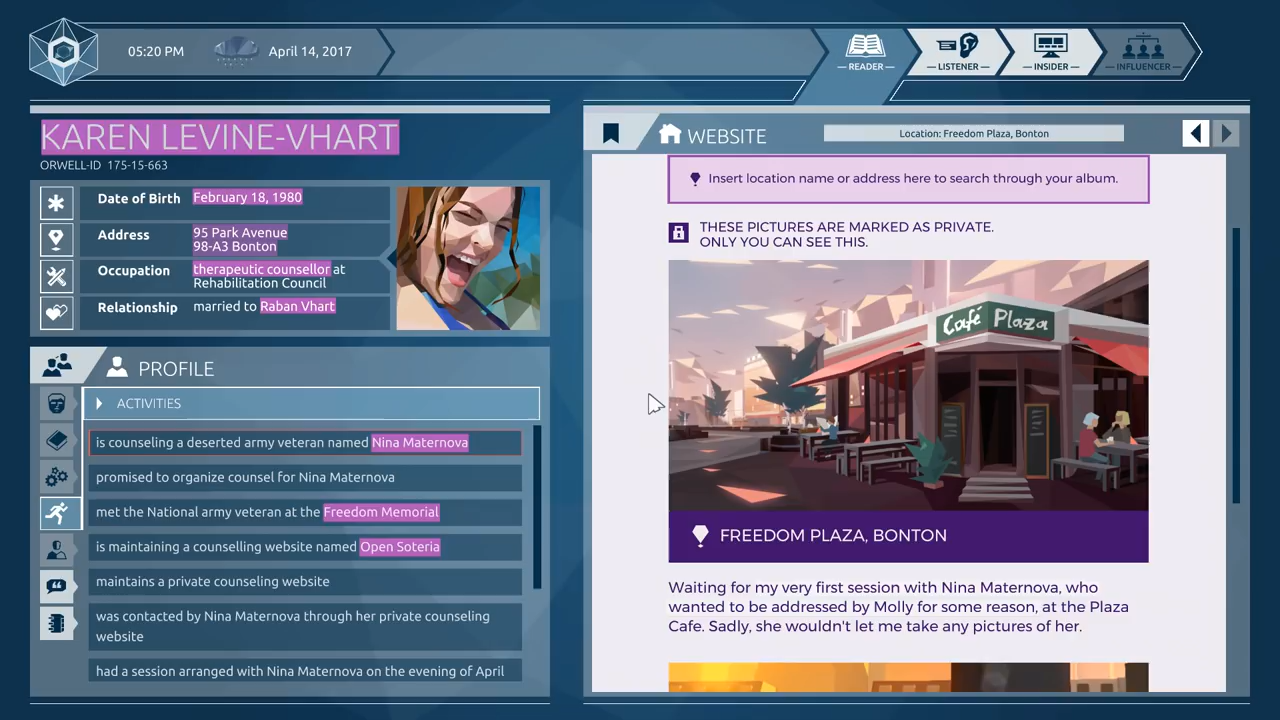 05:20 PM
April 14, 2017
READER
LISTENER
INSIDER
INFLUENCER
KAREN LEVINE-VHART
ORWELL-ID 175-15-663
Date of Birth
February 18, 1980
Address
95 Park Avenue
98-A3 Bonton
Occupation
therapeutic counsellor at
Rehabilitation Council
Relationship
married to Raban Vhart
PROFILE
ACTIVITIES
is counseling a deserted army veteran named Nina Maternova
promised to organize counsel for Nina Maternova
met the National army veteran at the Freedom Memorial
is maintaining a counselling website named Open Soteria
maintains a private counseling website
was contacted by Nina Maternova through her private counseling
website
had a session arranged with Nina Maternova on the evening of April
WEBSITE
Location: Freedom Plaza, Bonton
Insert location name or address here to search through your album.
THESE PICTURES ARE MARKED AS PRIVATE.
ONLY YOU CAN SEE THIS.
Café Plaza
FREEDOM PLAZA, BONTON
Waiting for my very first session with Nina Maternova, who
wanted to be addressed by Molly for some reason, at the Plaza
Cafe. Sadly, she wouldn't let me take any pictures of her.